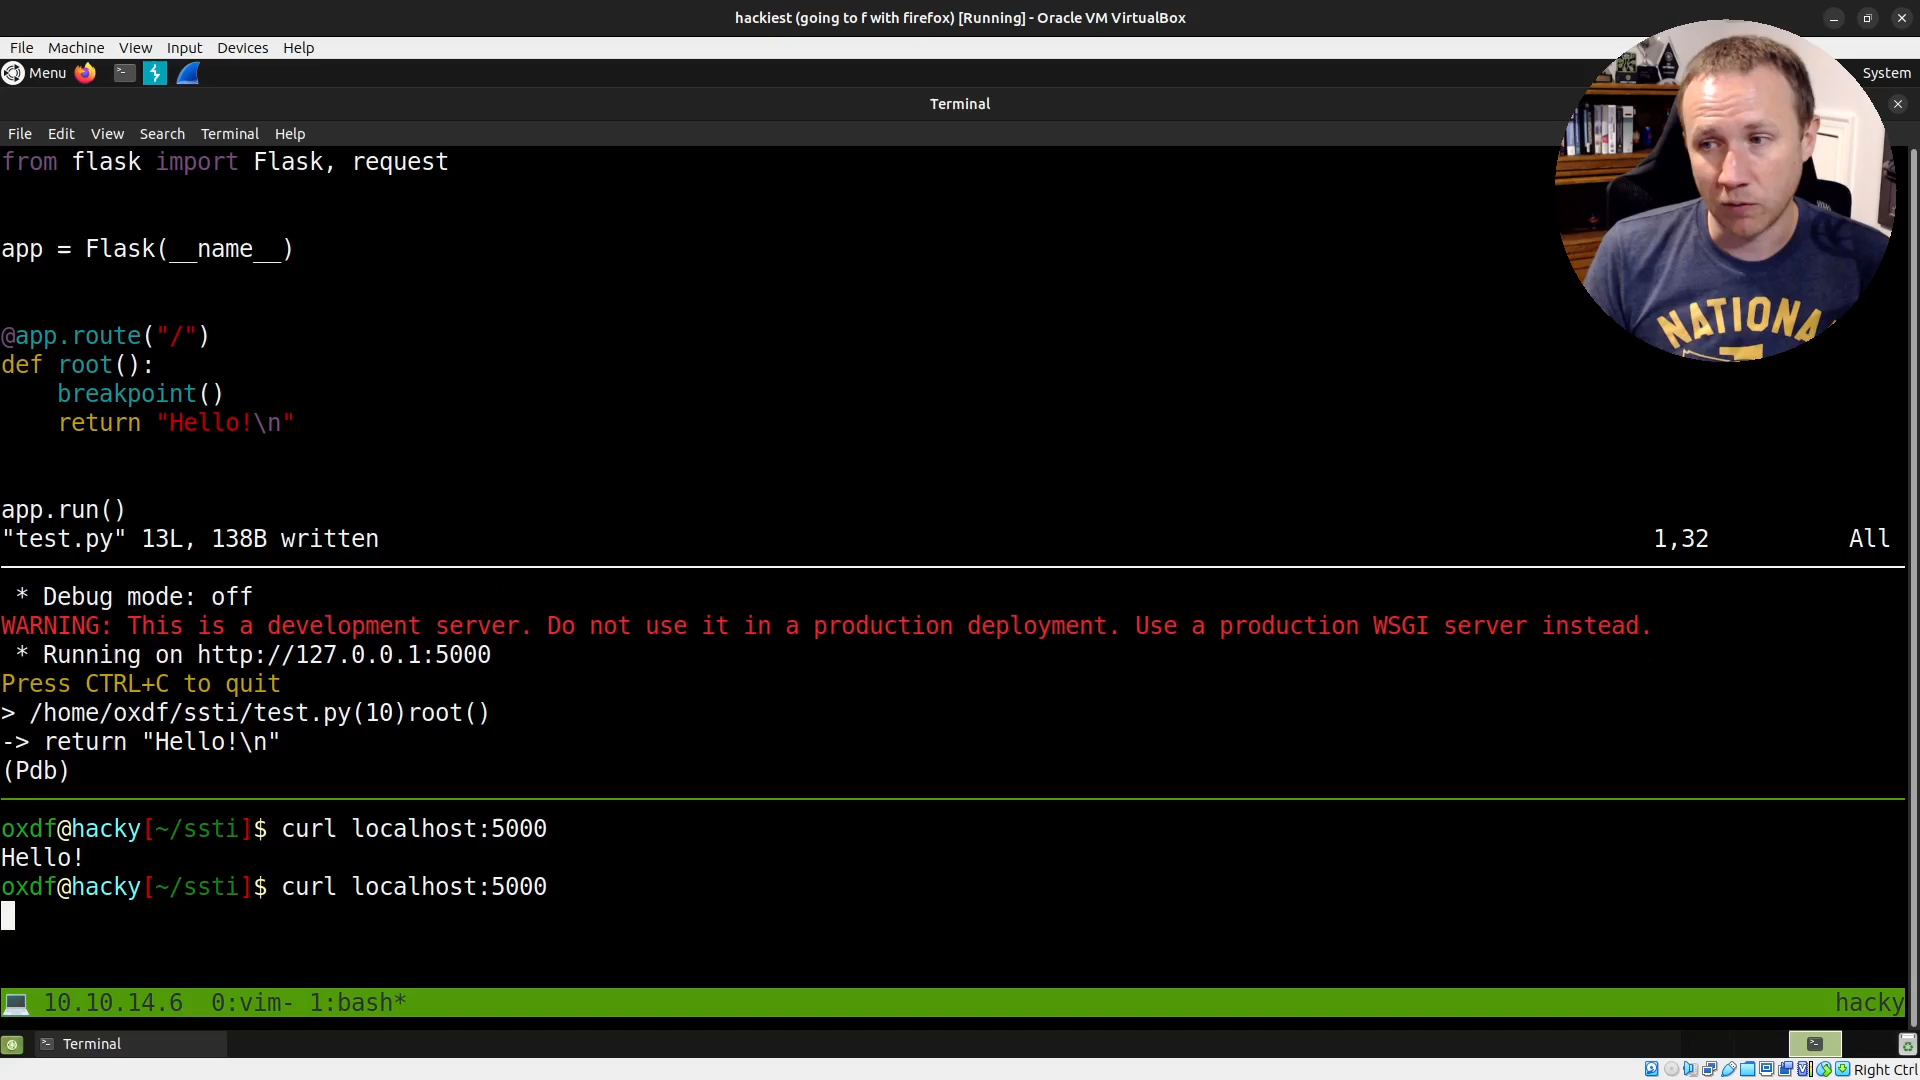 hackiest (going to f with firefox) [Running] - Oracle VM VirtualBox
File Machine View Input Devices Help
Menu
System
Terminal
File Edit View Search Terminal Help
from flask import Flask, request
app = Flask(__name__)
@app.route("/")
def root():
    breakpoint()
    return "Hello!\n"
app.run()
"test.py" 13L, 138B written 1,32 All
 * Debug mode: off
WARNING: This is a development server. Do not use it in a production deployment. Use a production WSGI server instead.
 * Running on http://127.0.0.1:5000
Press CTRL+C to quit
> /home/oxdf/ssti/test.py(10)root()
-> return "Hello!\n"
(Pdb)
oxdf@hacky[~/ssti]$ curl localhost:5000
Hello!
oxdf@hacky[~/ssti]$ curl localhost:5000
10.10.14.6 0:vim- 1:bash* hacky
Terminal
Right Ctrl
NATIONA